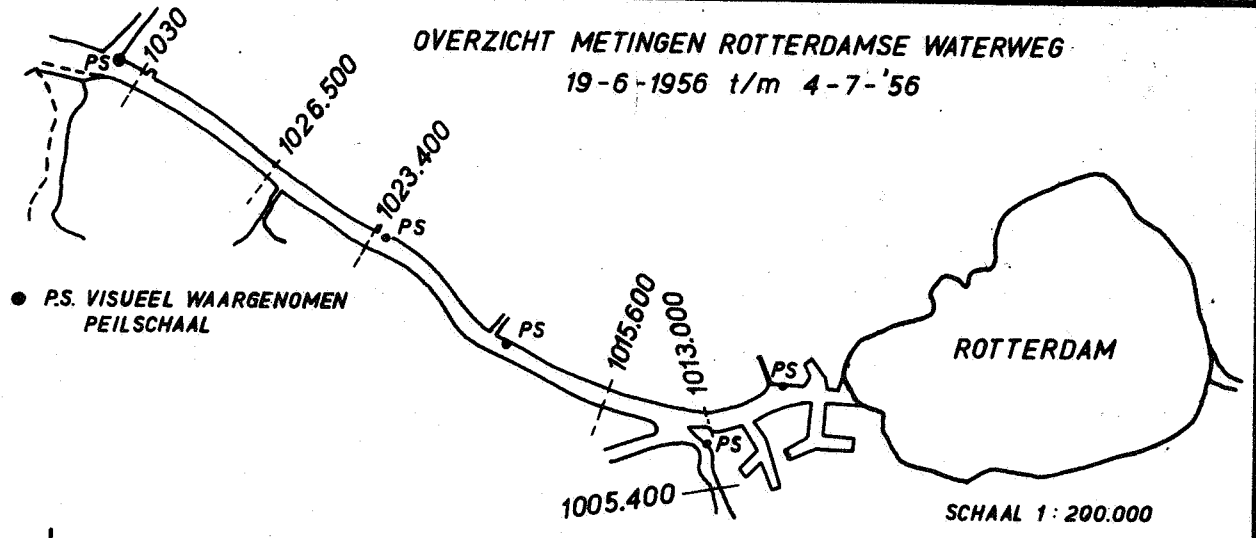 OVERZICHT METINGEN ROTTERDAMSE WATERWEG
19-6-1956 t/m 4-7-'56
PS
1030
1026.500
1023.400
PS
● P.S. VISUEEL WAARGENOMEN
PEILSCHAAL
PS
1015.600
1013.000
PS
ROTTERDAM
PS
1005.400
SCHAAL 1:200.000